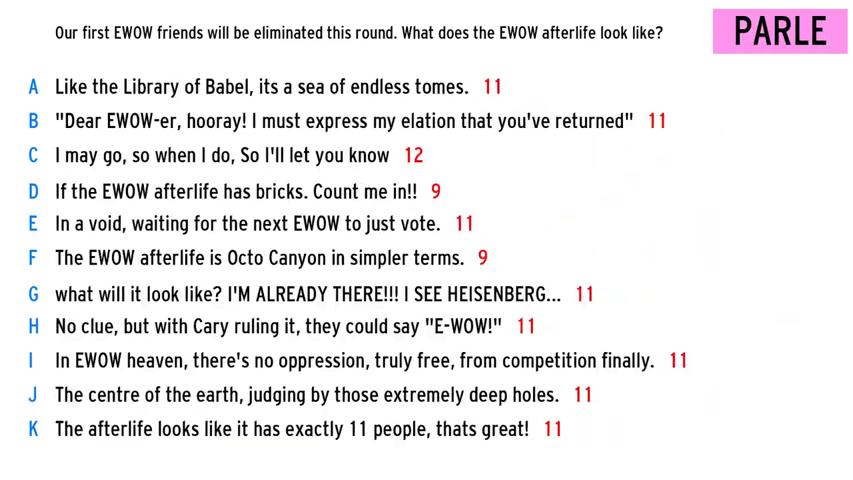 Our first EWOW friends will be eliminated this round. What does the EWOW afterlife look like?
PARLE
A Like the Library of Babel, its a sea of endless tomes. 11
B "Dear EWOW-er, hooray! I must express my elation that you've returned" 11
C I may go, so when I do, So I'll let you know 12
D If the EWOW afterlife has bricks. Count me in!! 9
E In a void, waiting for the next EWOW to just vote. 11
F The EWOW afterlife is Octo Canyon in simpler terms. 9
G what will it look like? I'M ALREADY THERE!!! I SEE HEISENBERG... 11
H No clue, but with Cary ruling it, they could say "E-WOW!" 11
I In EWOW heaven, there's no oppression, truly free, from competition finally. 11
J The centre of the earth, judging by those extremely deep holes. 11
K The afterlife looks like it has exactly 11 people, thats great! 11